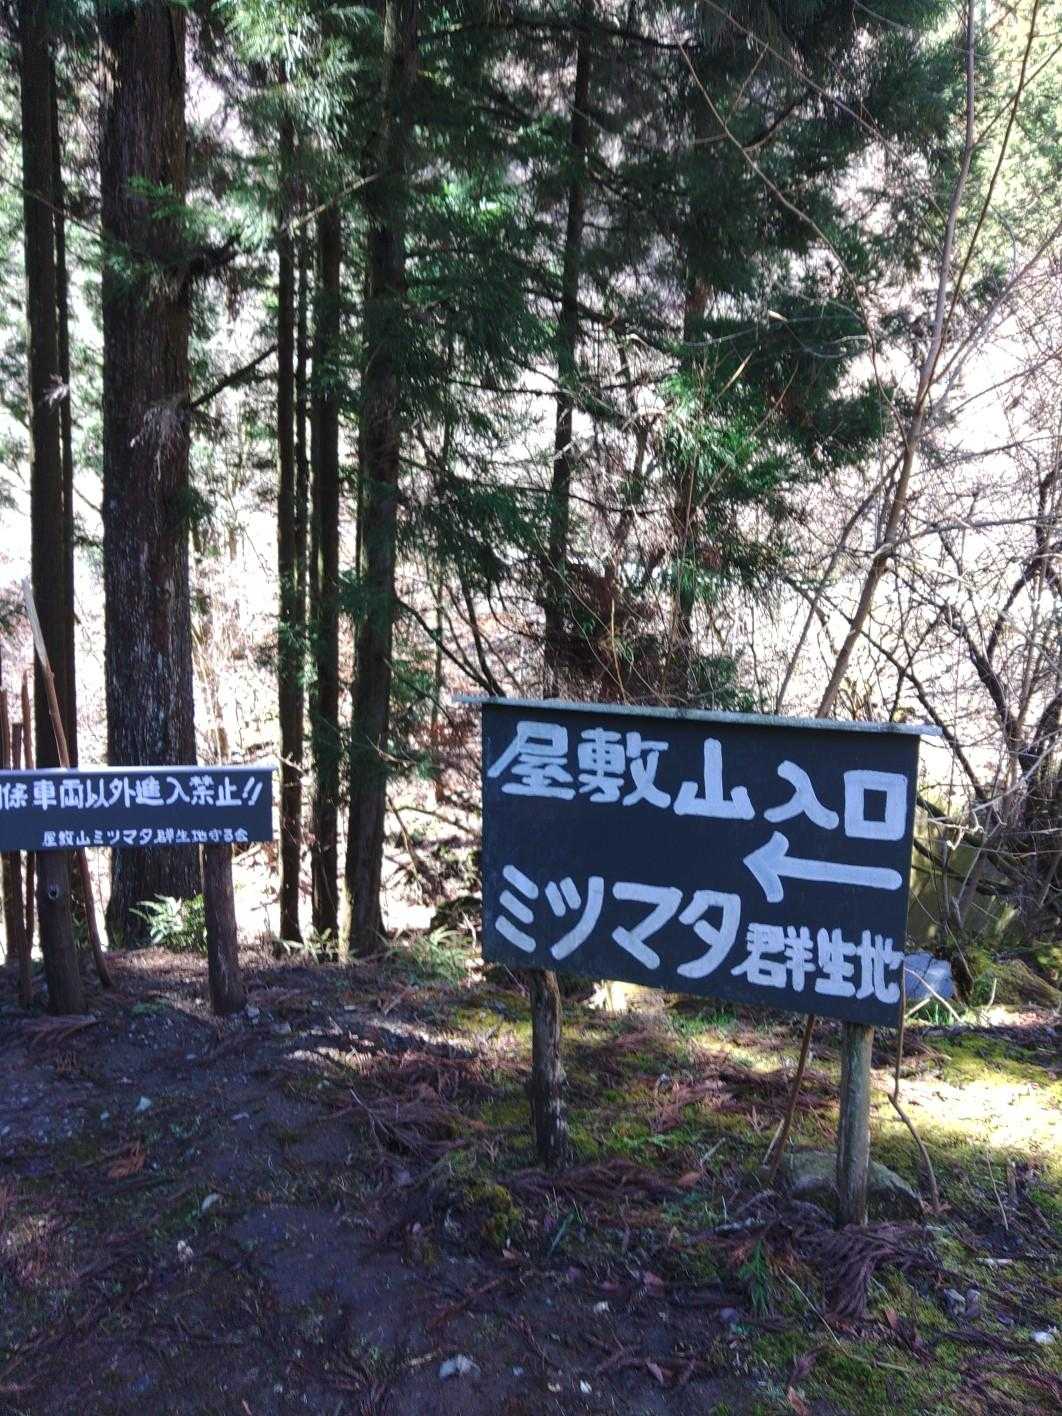 係車両以外進入禁止!!
屋敷山ミツマタ群生地守る会
屋敷山入口
←
ミツマタ群生地